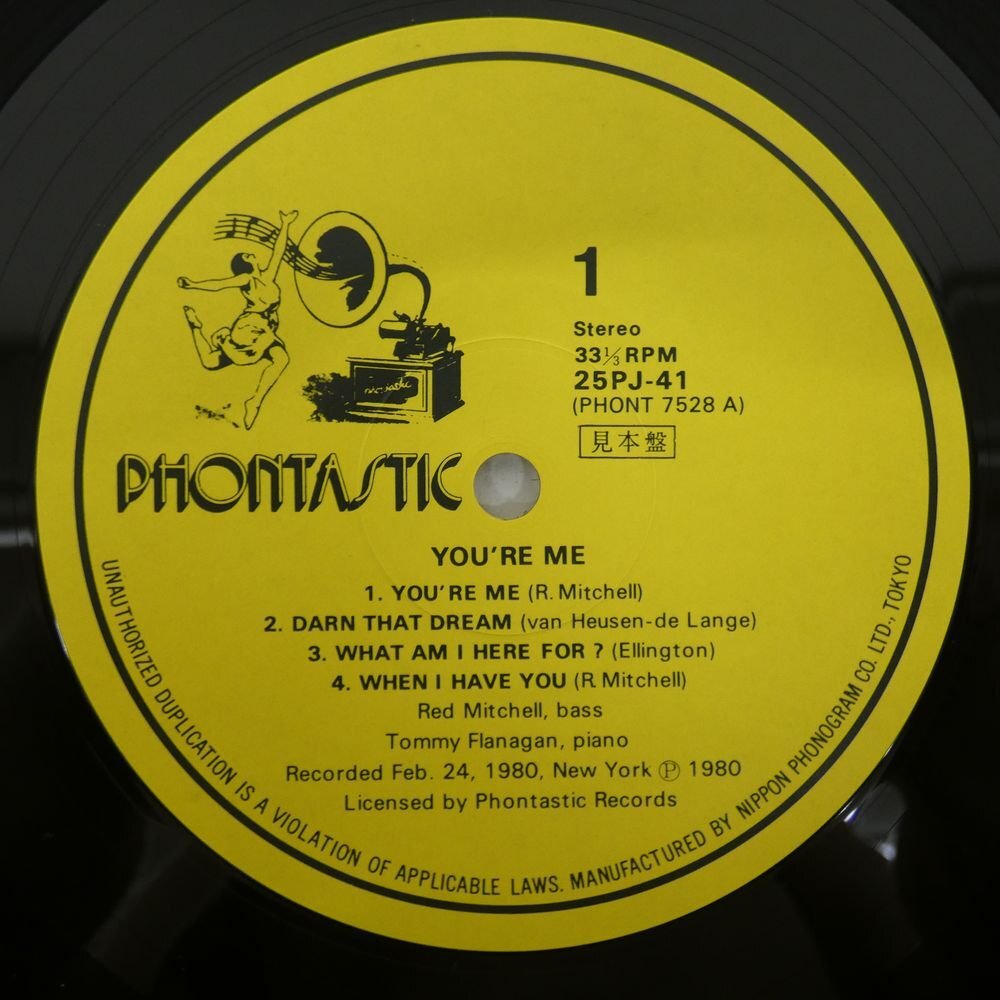 1
Stereo
33⅓ RPM
25PJ-41
(PHONT 7528 A)
見本盤
PHONTASTIC
YOU'RE ME
1. YOU'RE ME (R. Mitchell)
2. DARN THAT DREAM (van Heusen-de Lange)
3. WHAT AM I HERE FOR ? (Ellington)
4. WHEN I HAVE YOU (R. Mitchell)
Red Mitchell, bass
Tommy Flanagan, piano
Recorded Feb. 24, 1980, New York ℗ 1980
Licensed by Phontastic Records
UNAUTHORIZED DUPLICATION IS A VIOLATION OF APPLICABLE LAWS. MANUFACTURED BY NIPPON PHONOGRAM CO. LTD., TOKYO